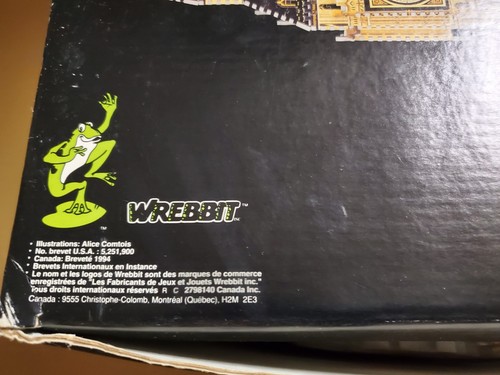 WREBBIT™
TM
• Illustrations: Alice Comtois
• No. brevet U.S.A. : 5,251,900
• Canada: Breveté 1994
• Brevets Internationaux en Instance
• Le nom et les logos de Wrebbit sont des marques de commerce
enregistrées de "Les Fabricants de Jeux et Jouets Wrebbit inc."
Tous droits internationaux réservés R C 2798140 Canada Inc.
Canada : 9555 Christophe-Colomb, Montréal (Québec), H2M 2E3